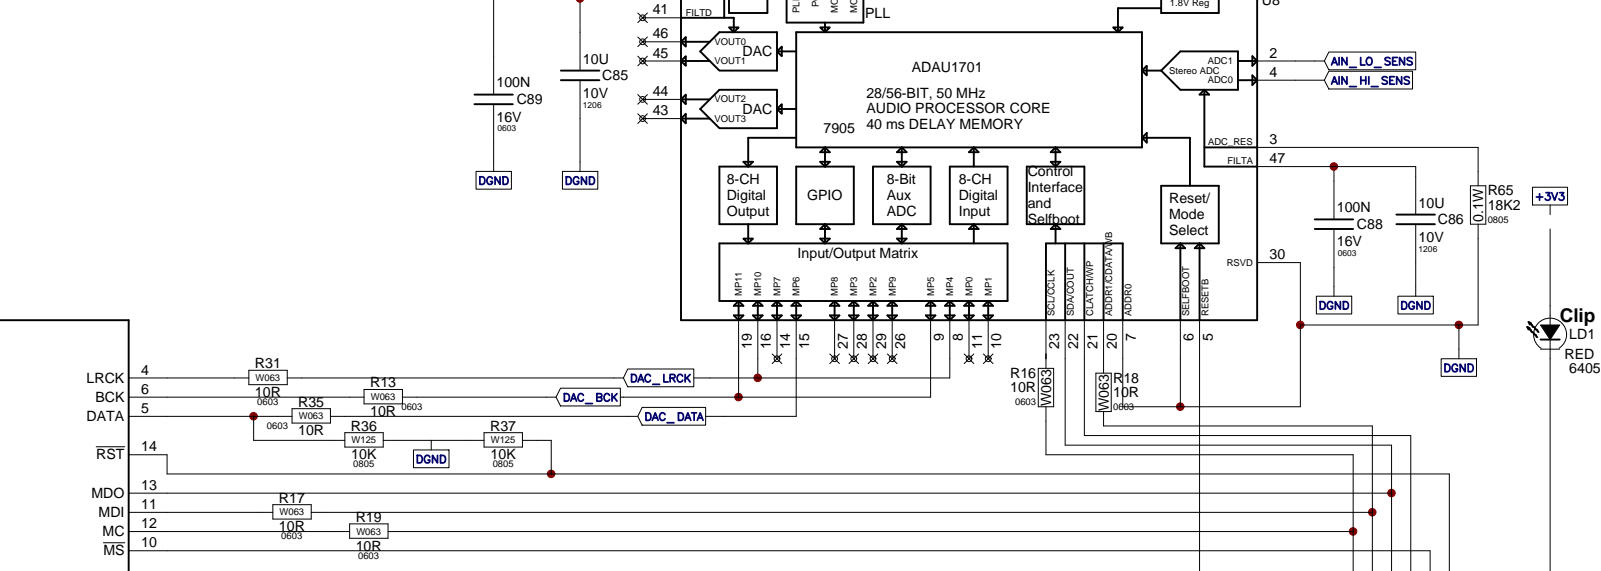 41 FILTD
46 VOUT0
45 VOUT1
DAC
44 VOUT2
43 VOUT3
DAC
PLL
1.8V Reg
U8
10U
C85
10V
1206
100N
C89
16V
0603
DGND
DGND
ADAU1701
28/56-BIT, 50 MHz
AUDIO PROCESSOR CORE
40 ms DELAY MEMORY
7905
ADC1
Stereo ADC
ADC0
2 AIN_LO_SENS
4 AIN_HI_SENS
ADC_RES 3
FILTA 47
8-CH
Digital
Output
GPIO
8-Bit
Aux
ADC
8-CH
Digital
Input
Control
Interface
and
Selfboot
Reset/
Mode
Select
Input/Output Matrix
MP11
MP10
MP7
MP6
MP8
MP3
MP2
MP9
MP5
MP4
MP0
MP1
SCL/CCLK
SDA/COUT
CLATCH/WP
ADDR1/CDATA/WB
ADDR0
SELFBOOT
RESETB
RSVD 30
19
16
14
15
27
28
29
26
9
8
11
10
23
22
21
20
7
6
5
100N
C88
16V
0603
10U
C86
10V
1206
R65
18K2
0805
0.1W
+3V3
DGND
DGND
DGND
Clip
LD1
RED
6405
LRCK 4
BCK 6
DATA 5
RST 14
MDO 13
MDI 11
MC 12
MS 10
R31
W063
10R
0603
R13
W063
10R
0603
R35
W063
0603
10R
R36
W125
10K
0805
DGND
R37
W125
10K
0805
DAC_LRCK
DAC_BCK
DAC_DATA
R16
10R
0603
W063
R18
10R
0603
W063
R17
W063
10R
0603
R19
W063
10R
0603